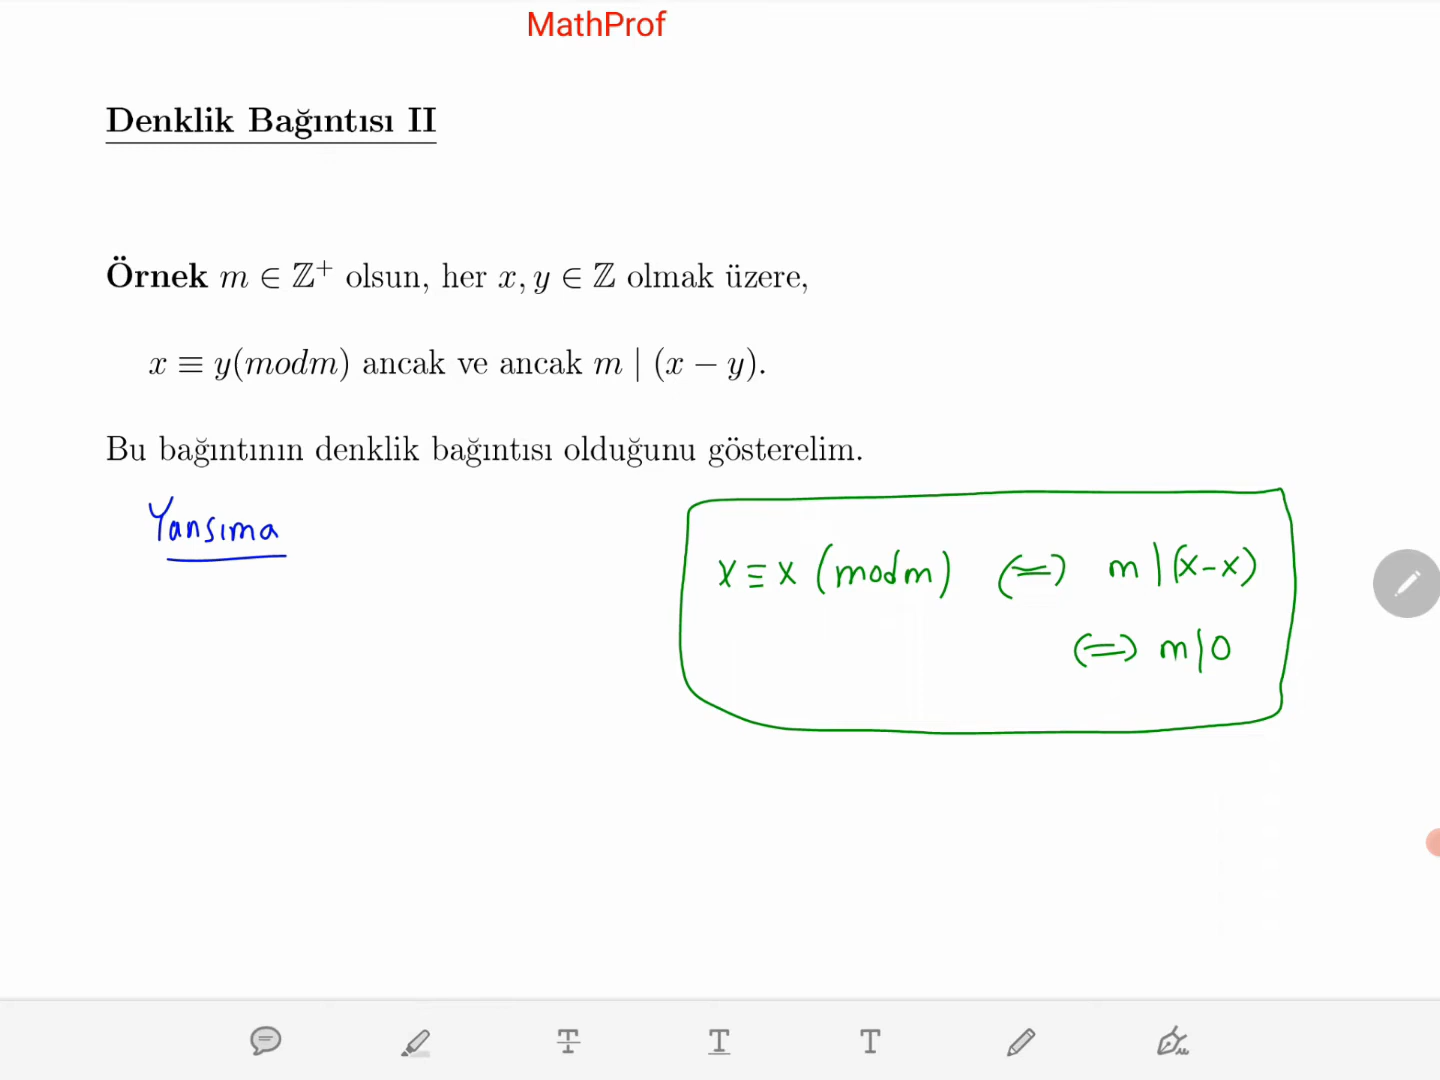 MathProf
Denklik Bağıntısı II
Örnek m ∈ ℤ⁺ olsun, her x, y ∈ ℤ olmak üzere,
x ≡ y(modm) ancak ve ancak m | (x − y).
Bu bağıntının denklik bağıntısı olduğunu gösterelim.
Yansıma
x ≡ x (modm) ⟺ m | (x-x)
⟺ m | 0